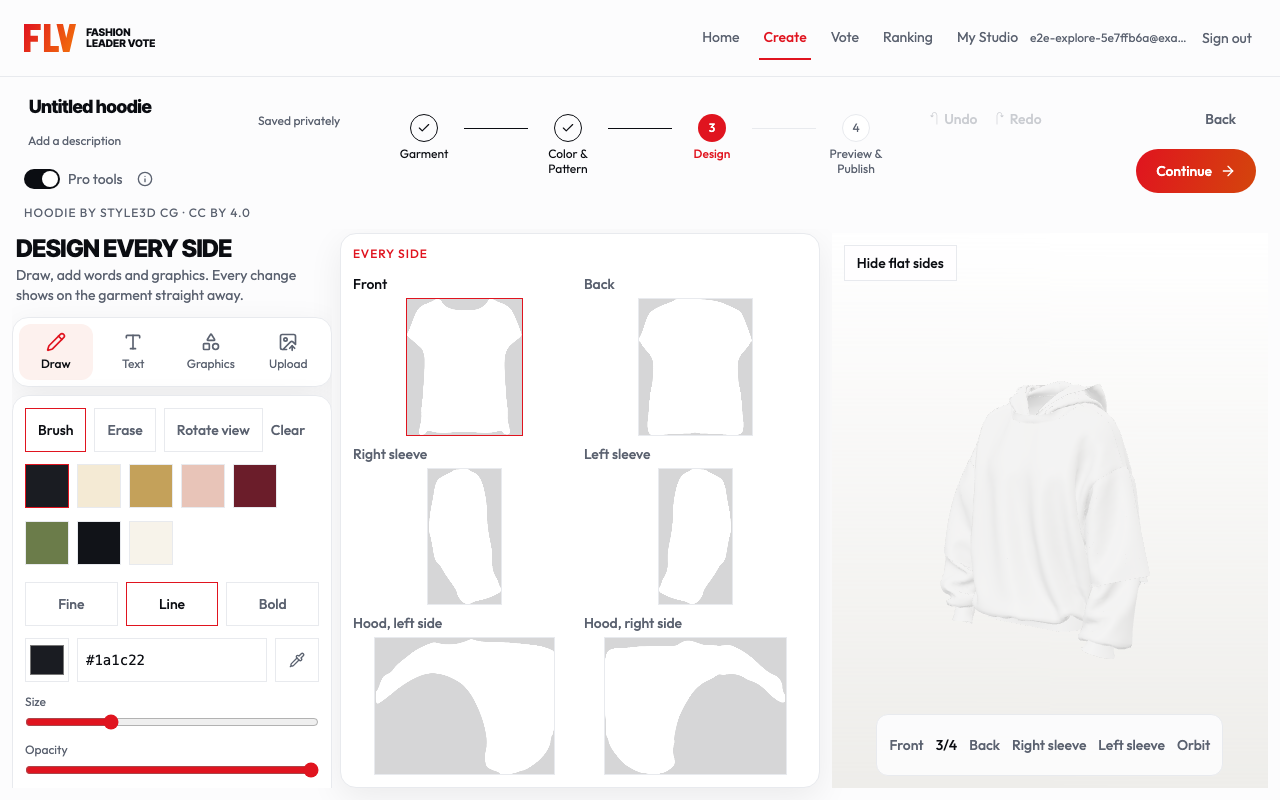 FLV
FASHION
LEADER VOTE
Home
Create
Vote
Ranking
My Studio
e2e-explore-5e7ffb6a@exa…
Sign out
Untitled hoodie
Add a description
Saved privately
Garment
Color &
Pattern
3
Design
4
Preview &
Publish
Undo
Redo
Back
Continue
Pro tools
HOODIE BY STYLE3D CG · CC BY 4.0
DESIGN EVERY SIDE
Draw, add words and graphics. Every change
shows on the garment straight away.
Draw
Text
Graphics
Upload
Brush
Erase
Rotate view
Clear
Fine
Line
Bold
#1a1c22
Size
Opacity
EVERY SIDE
Front
Back
Right sleeve
Left sleeve
Hood, left side
Hood, right side
Hide flat sides
Front
3/4
Back
Right sleeve
Left sleeve
Orbit